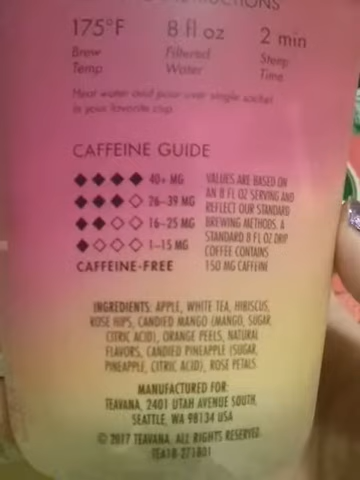 INSTRUCTIONS
175°F 8 fl oz 2 min
Brew Filtered Steep
Temp Water Time
Heat water and pour over single sachet
in your favorite cup
CAFFEINE GUIDE
40+ MG
26-39 MG
16-25 MG
1-15 MG
CAFFEINE-FREE
VALUES ARE BASED ON
AN 8 FL OZ SERVING AND
REFLECT OUR STANDARD
BREWING METHODS. A
STANDARD 8 FL OZ DRIP
COFFEE CONTAINS
150 MG CAFFEINE
INGREDIENTS: APPLE, WHITE TEA, HIBISCUS,
ROSE HIPS, CANDIED MANGO (MANGO, SUGAR,
CITRIC ACID), ORANGE PEELS, NATURAL
FLAVORS, CANDIED PINEAPPLE (SUGAR,
PINEAPPLE, CITRIC ACID), ROSE PETALS.
MANUFACTURED FOR:
TEAVANA, 2401 UTAH AVENUE SOUTH,
SEATTLE, WA 98134 USA
© 2017 TEAVANA. ALL RIGHTS RESERVED.